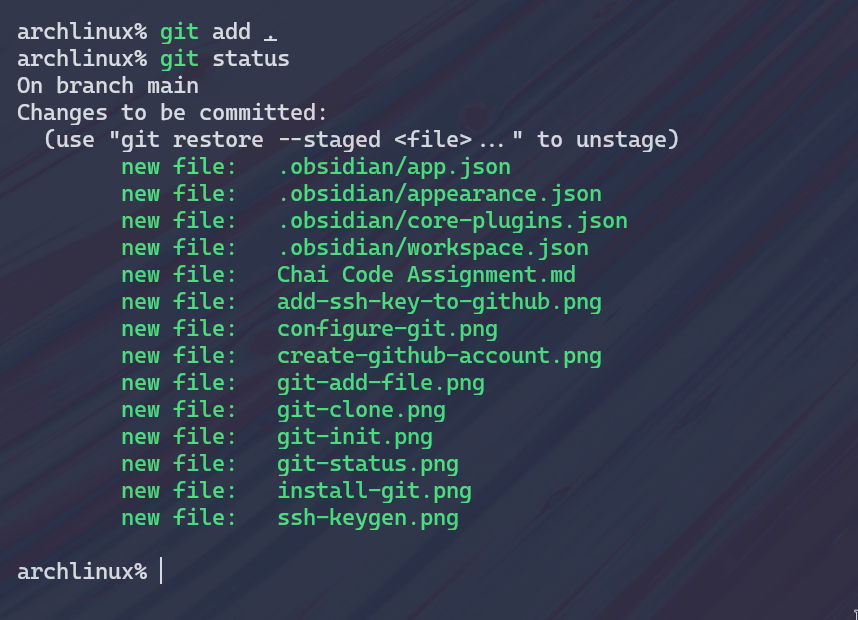 archlinux% git add .
archlinux% git status
On branch main
Changes to be committed:
  (use "git restore --staged <file>..." to unstage)
        new file:   .obsidian/app.json
        new file:   .obsidian/appearance.json
        new file:   .obsidian/core-plugins.json
        new file:   .obsidian/workspace.json
        new file:   Chai Code Assignment.md
        new file:   add-ssh-key-to-github.png
        new file:   configure-git.png
        new file:   create-github-account.png
        new file:   git-add-file.png
        new file:   git-clone.png
        new file:   git-init.png
        new file:   git-status.png
        new file:   install-git.png
        new file:   ssh-keygen.png
archlinux%